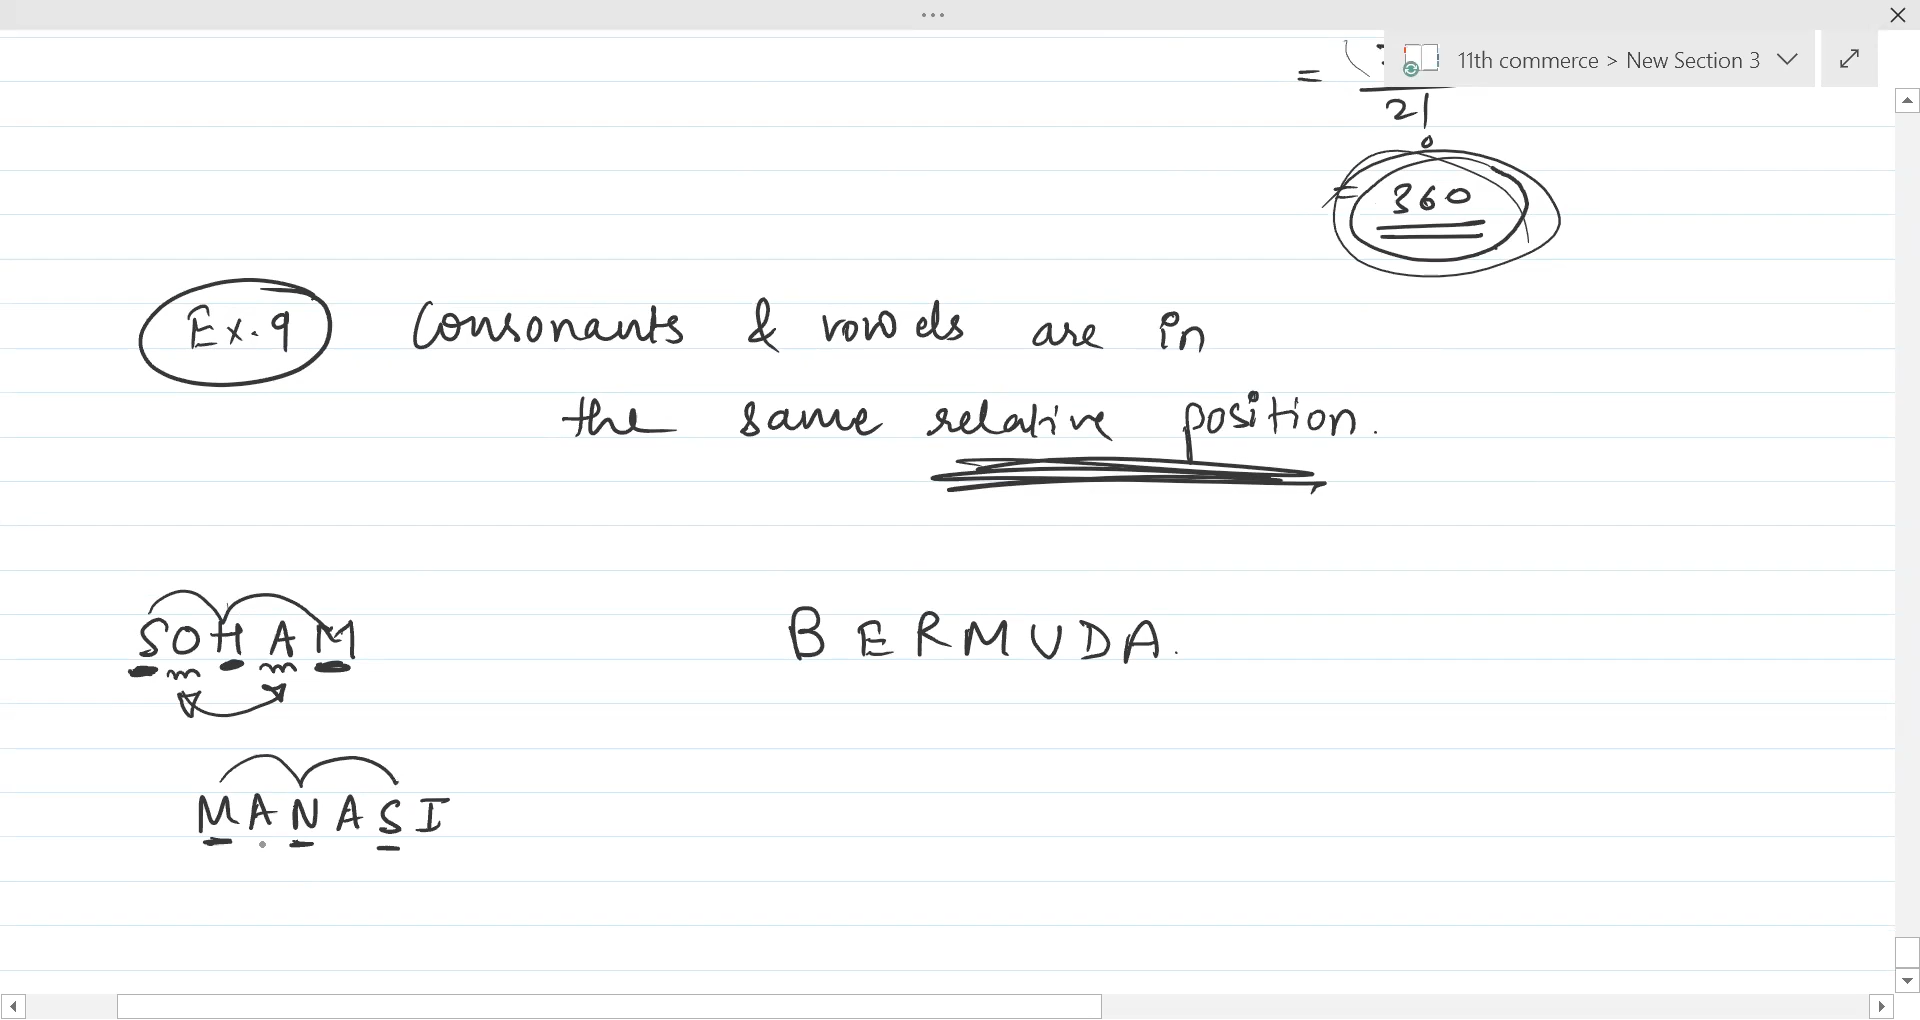 11th commerce > New Section 3
=
2!
= 360
Ex.9 Consonants & vowels are in
the same relative position.
SOHAM BERMUDA.
MANASI